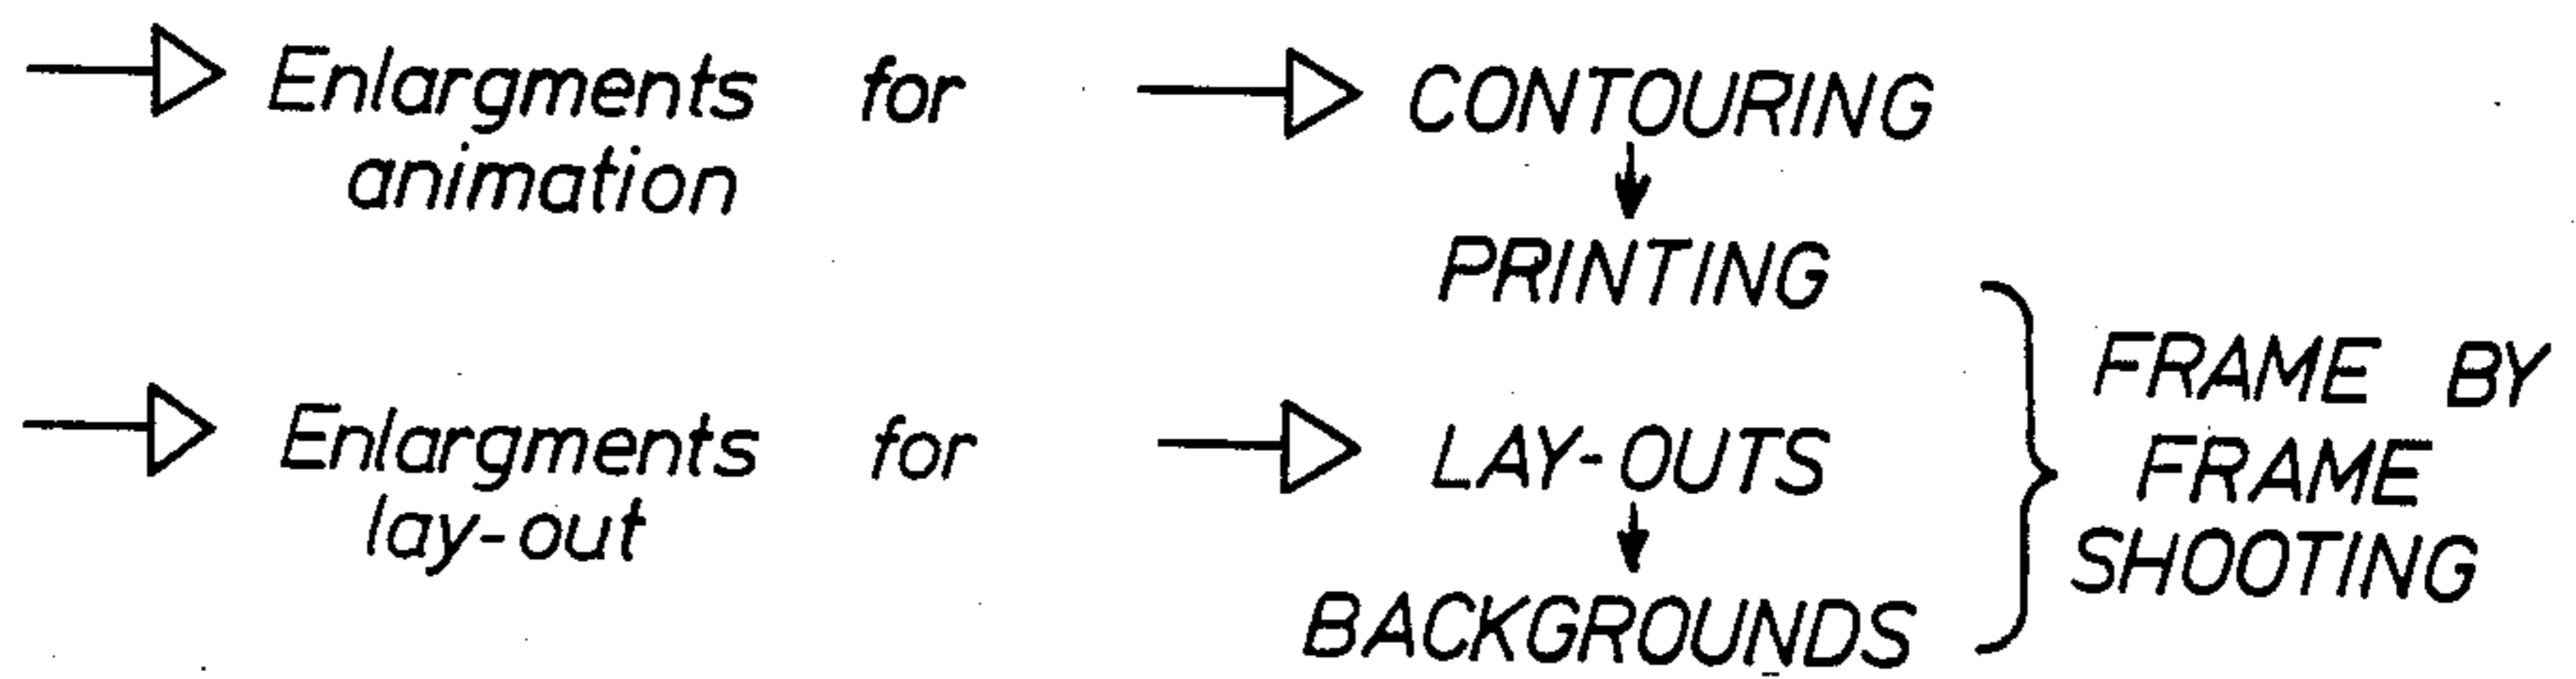 Enlargments for
animation
CONTOURING
PRINTING
Enlargments for
lay-out
LAY-OUTS
BACKGROUNDS
FRAME BY
FRAME
SHOOTING